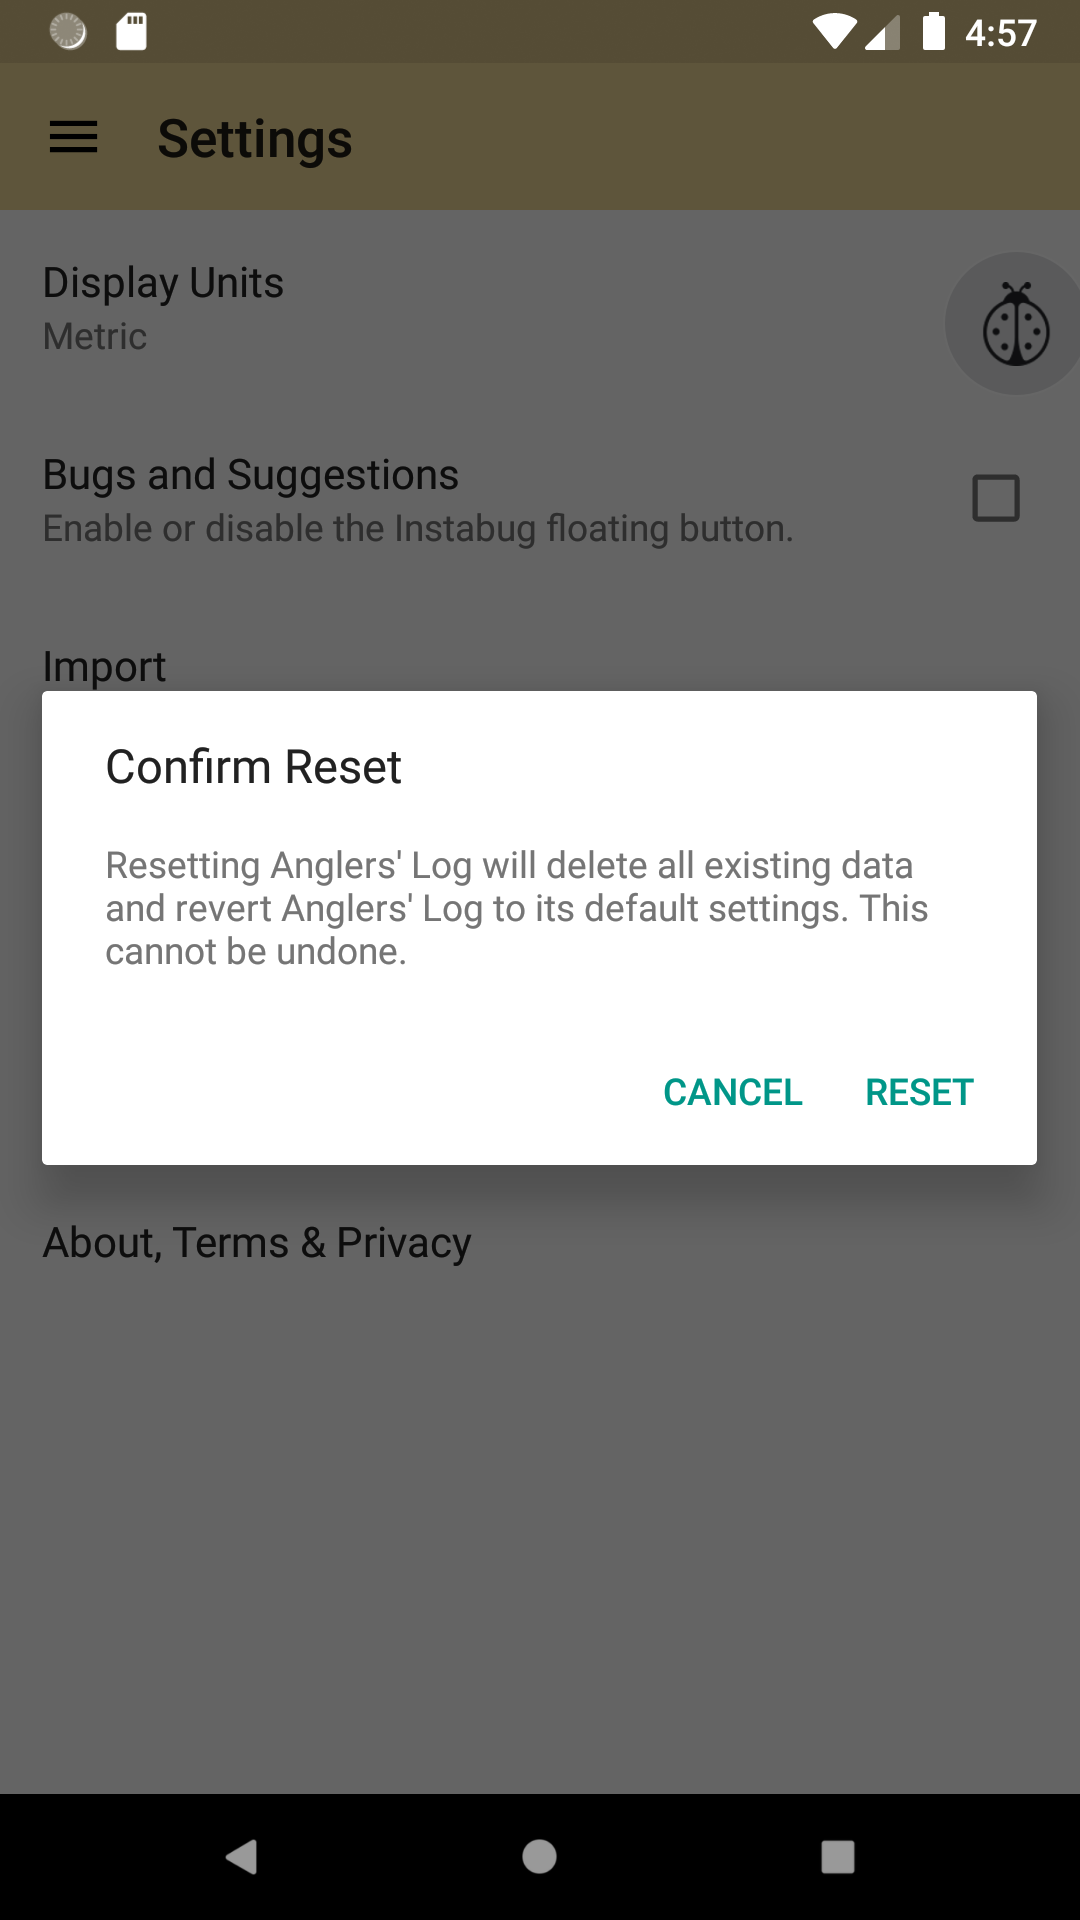 4:57
Settings
Display Units
Metric
Bugs and Suggestions
Enable or disable the Instabug floating button.
Import
Confirm Reset
Resetting Anglers' Log will delete all existing data
and revert Anglers' Log to its default settings. This
cannot be undone.
CANCEL RESET
About, Terms & Privacy